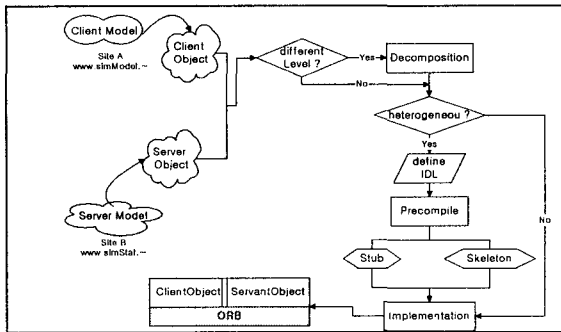 Client Model
Site A
www.simModel.~
Client
Object
different
Level ?
Yes
Decomposition
No
heterogeneou ?
Yes
No
define
IDL
Server
Object
Precompile
Server Model
Site B
www.simStat.~
Stub
Skeleton
ClientObject
ServantObject
ORB
Implementation